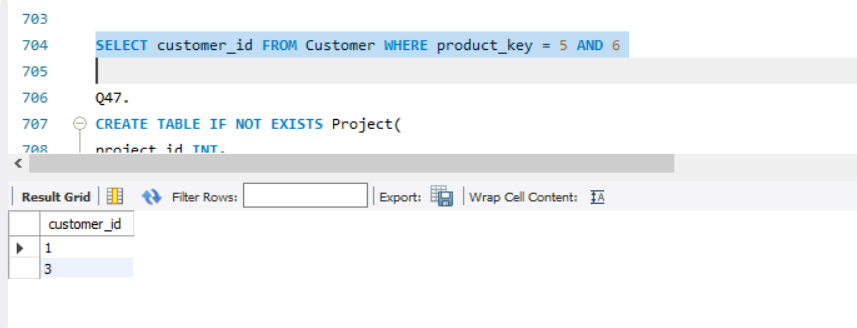 703
704 SELECT customer_id FROM Customer WHERE product_key = 5 AND 6
705
706 Q47.
707 CREATE TABLE IF NOT EXISTS Project(
708 project_id INT,
Result Grid Filter Rows: Export: Wrap Cell Content: IA
customer_id
1
3